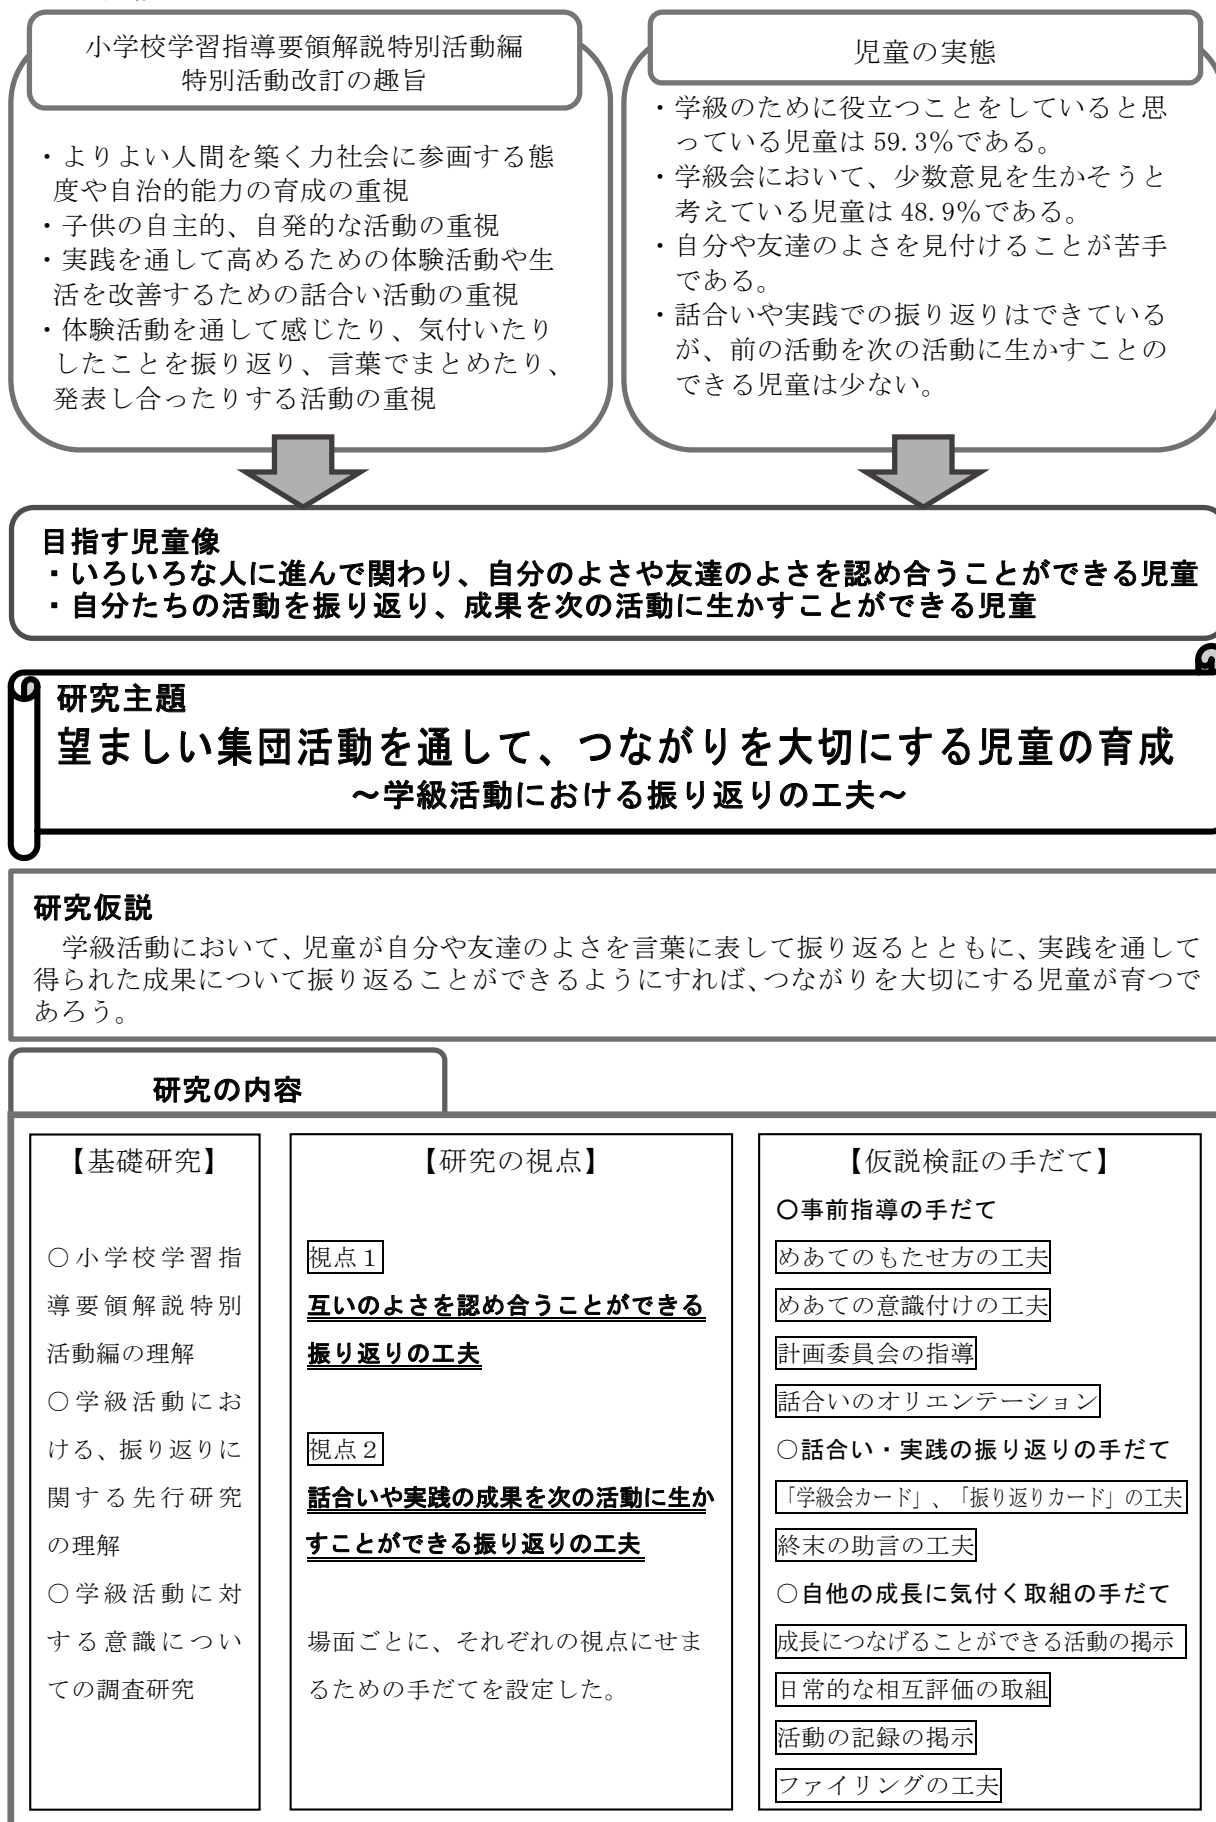 小学校学習指導要領解説特別活動編
特別活動改訂の趣旨
・よりよい人間を築く力社会に参画する態
度や自治的能力の育成の重視
・子供の自主的、自発的な活動の重視
・実践を通して高めるための体験活動や生
活を改善するための話合い活動の重視
・体験活動を通して感じたり、気付いたり
したことを振り返り、言葉でまとめたり、
発表し合ったりする活動の重視
児童の実態
・学級のために役立つことをしていると思
っている児童は 59.3％である。
・学級会において、少数意見を生かそうと
考えている児童は 48.9％である。
・自分や友達のよさを見付けることが苦手
である。
・話合いや実践での振り返りはできている
が、前の活動を次の活動に生かすことの
できる児童は少ない。
目指す児童像
・いろいろな人に進んで関わり、自分のよさや友達のよさを認め合うことができる児童
・自分たちの活動を振り返り、成果を次の活動に生かすことができる児童
研究主題
望ましい集団活動を通して、つながりを大切にする児童の育成
～学級活動における振り返りの工夫～
研究仮説
学級活動において、児童が自分や友達のよさを言葉に表して振り返るとともに、実践を通して
得られた成果について振り返ることができるようにすれば、つながりを大切にする児童が育つで
あろう。
研究の内容
【基礎研究】
○小学校学習指
導要領解説特別
活動編の理解
○学級活動にお
ける、振り返りに
関する先行研究
の理解
○学級活動に対
する意識につい
ての調査研究
【研究の視点】
視点１
互いのよさを認め合うことができる
振り返りの工夫
視点２
話合いや実践の成果を次の活動に生か
すことができる振り返りの工夫
場面ごとに、それぞれの視点にせま
るための手だてを設定した。
【仮説検証の手だて】
○事前指導の手だて
めあてのもたせ方の工夫
めあての意識付けの工夫
計画委員会の指導
話合いのオリエンテーション
○話合い・実践の振り返りの手だて
「学級会カード」、「振り返りカード」の工夫
終末の助言の工夫
○自他の成長に気付く取組の手だて
成長につなげることができる活動の掲示
日常的な相互評価の取組
活動の記録の掲示
ファイリングの工夫